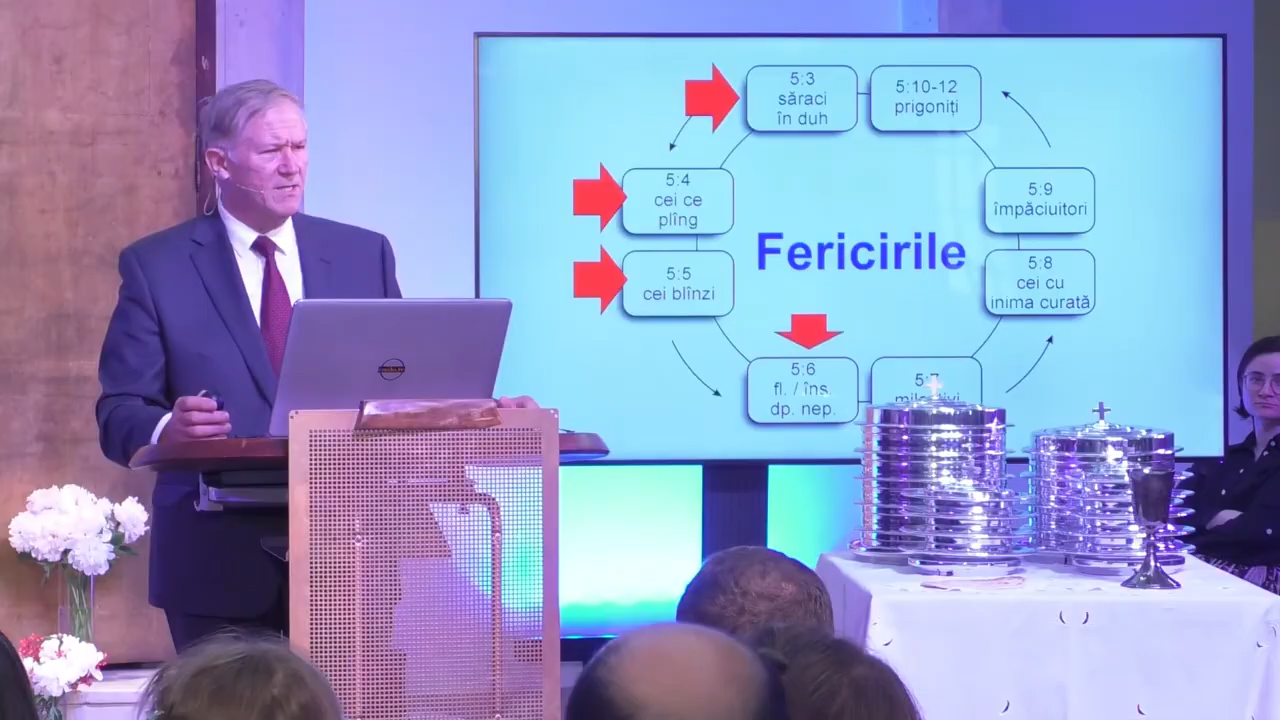 5:3
săraci
în duh
5:10-12
prigoniți
5:4
cei ce
plîng
5:9
împăciuitori
Fericirile
5:5
cei blînzi
5:8
cei cu
inima curată
5:6
fl. / îns.
dp. nep.
5:7